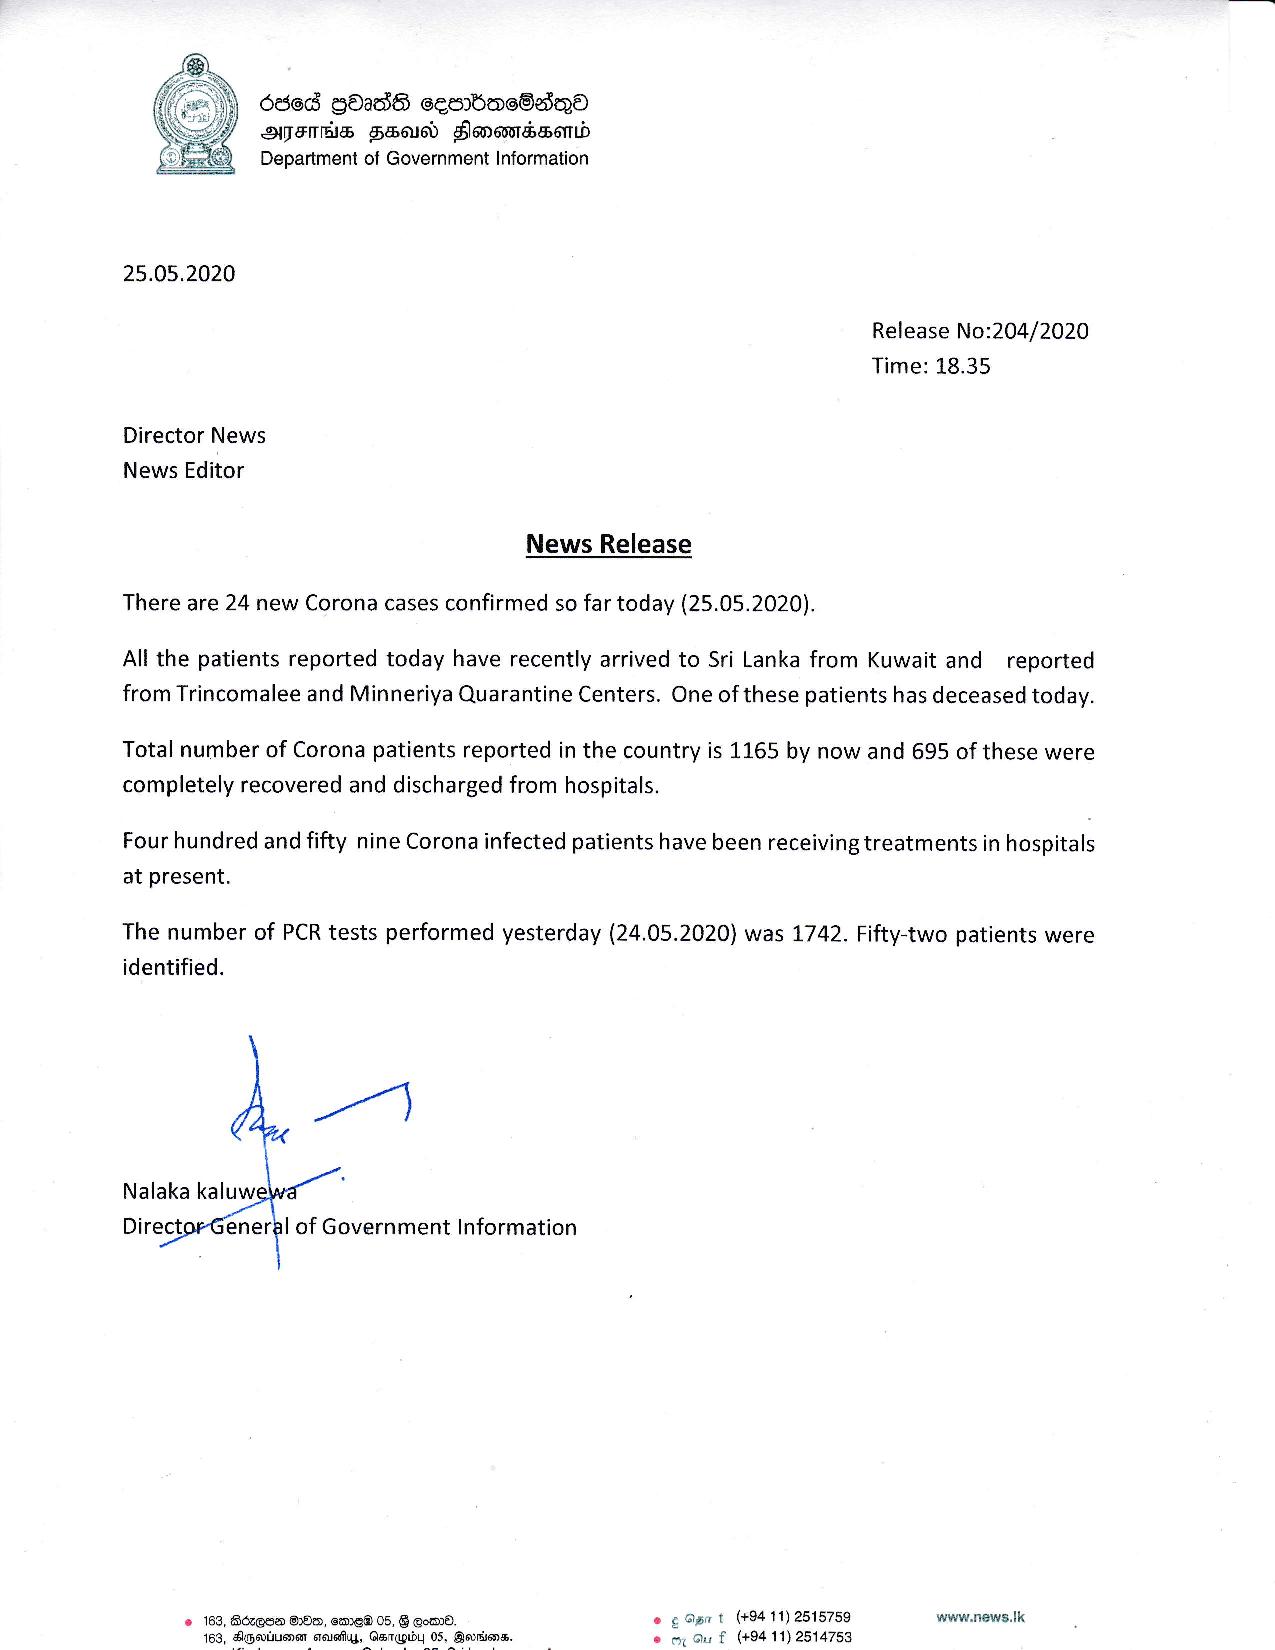 රජයේ ප්‍රවෘත්ති දෙපාර්තමේන්තුව
அரசாங்க தகவல் திணைக்களம்
Department of Government Information
25.05.2020
Release No:204/2020
Time: 18.35
Director News
News Editor
News Release
There are 24 new Corona cases confirmed so far today (25.05.2020).
All the patients reported today have recently arrived to Sri Lanka from Kuwait and reported
from Trincomalee and Minneriya Quarantine Centers. One of these patients has deceased today.
Total number of Corona patients reported in the country is 1165 by now and 695 of these were
completely recovered and discharged from hospitals.
Four hundred and fifty nine Corona infected patients have been receiving treatments in hospitals
at present.
The number of PCR tests performed yesterday (24.05.2020) was 1742. Fifty-two patients were
identified.
Nalaka kaluwewa
Director General of Government Information
163, කිරුලපන මාවත, කොළඹ 05, ශ්‍රී ලංකාව.
163, கிருலப்பனை எவனியூ, கொழும்பு 05, இலங்கை.
දු தொ t (+94 11) 2515759
ෆැ பெ f (+94 11) 2514753
www.news.lk